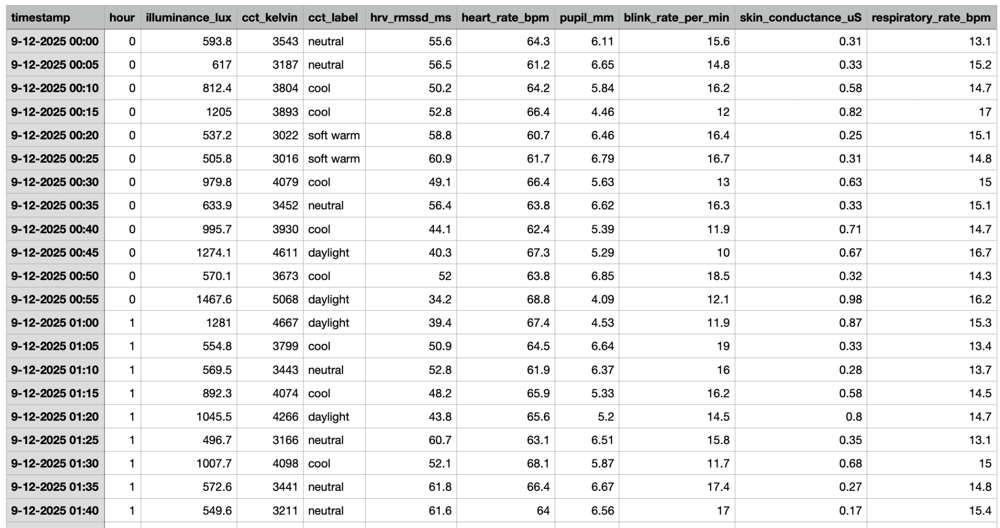 timestamp hour illuminance_lux cct_kelvin cct_label hrv_rmssd_ms heart_rate_bpm pupil_mm blink_rate_per_min skin_conductance_uS respiratory_rate_bpm
9-12-2025 00:00 0 593.8 3543 neutral 55.6 64.3 6.11 15.6 0.31 13.1
9-12-2025 00:05 0 617 3187 neutral 56.5 61.2 6.65 14.8 0.33 15.2
9-12-2025 00:10 0 812.4 3804 cool 50.2 64.2 5.84 16.2 0.58 14.7
9-12-2025 00:15 0 1205 3893 cool 52.8 66.4 4.46 12 0.82 17
9-12-2025 00:20 0 537.2 3022 soft warm 58.8 60.7 6.46 16.4 0.25 15.1
9-12-2025 00:25 0 505.8 3016 soft warm 60.9 61.7 6.79 16.7 0.31 14.8
9-12-2025 00:30 0 979.8 4079 cool 49.1 66.4 5.63 13 0.63 15
9-12-2025 00:35 0 633.9 3452 neutral 56.4 63.8 6.62 16.3 0.33 15.1
9-12-2025 00:40 0 995.7 3930 cool 44.1 62.4 5.39 11.9 0.71 14.7
9-12-2025 00:45 0 1274.1 4611 daylight 40.3 67.3 5.29 10 0.67 16.7
9-12-2025 00:50 0 570.1 3673 cool 52 63.8 6.85 18.5 0.32 14.3
9-12-2025 00:55 0 1467.6 5068 daylight 34.2 68.8 4.09 12.1 0.98 16.2
9-12-2025 01:00 1 1281 4667 daylight 39.4 67.4 4.53 11.9 0.87 15.3
9-12-2025 01:05 1 554.8 3799 cool 50.9 64.5 6.64 19 0.33 13.4
9-12-2025 01:10 1 569.5 3443 neutral 52.8 61.9 6.37 16 0.28 13.7
9-12-2025 01:15 1 892.3 4074 cool 48.2 65.9 5.33 16.2 0.58 14.5
9-12-2025 01:20 1 1045.5 4266 daylight 43.8 65.6 5.2 14.5 0.8 14.7
9-12-2025 01:25 1 496.7 3166 neutral 60.7 63.1 6.51 15.8 0.35 13.1
9-12-2025 01:30 1 1007.7 4098 cool 52.1 68.1 5.87 11.7 0.68 15
9-12-2025 01:35 1 572.6 3441 neutral 61.8 66.4 6.67 17.4 0.27 14.8
9-12-2025 01:40 1 549.6 3211 neutral 61.6 64 6.56 17 0.17 15.4